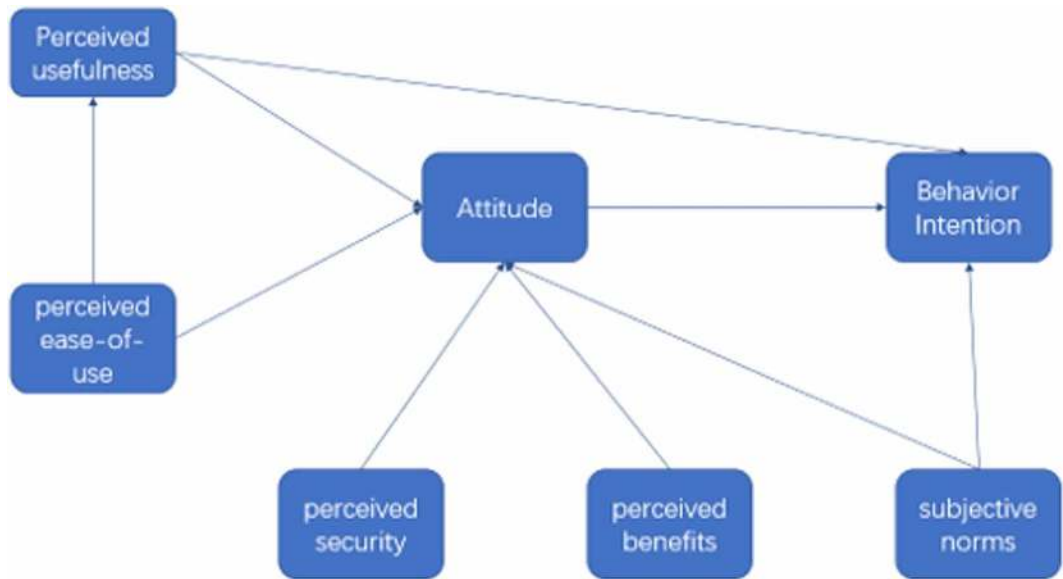 Perceived
usefulness
Attitude
Behavior
Intention
perceived
ease-of-
use
perceived
security
perceived
benefits
subjective
norms